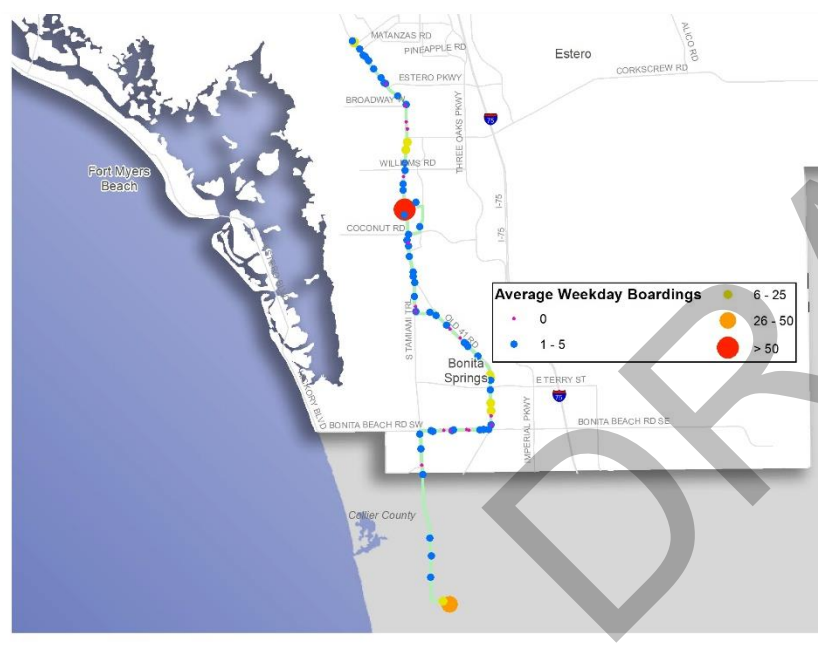 MATANZAS RD
PINEAPPLE RD
Estero
ALICO RD
CORKSCREW RD
ESTERO PKWY
BROADWAY
THREE OAKS PKWY
75
WILLIAMS RD
Fort Myers
Beach
I-75
COCONUT RD
I-75
Average Weekday Boardings
0
1 - 5
6 - 25
26 - 50
> 50
S TAMIAMI TRL
OLD 41 RD
Bonita
Springs
E TERRY ST
75
HICKORY BLVD
IMPERIAL PKWY
BONITA BEACH RD SW
BONITA BEACH RD SE
Collier County